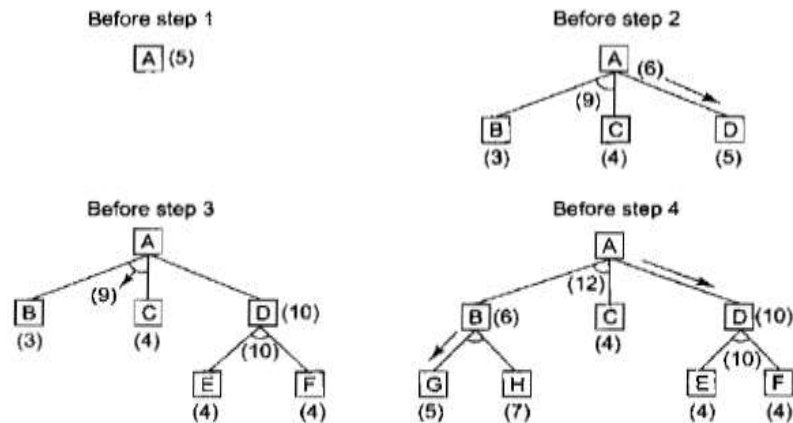 Before step 1
A (5)
Before step 2
A
(6)
(9)
B
C
D
(3)
(4)
(5)
Before step 3
A
(9)
B
C
D (10)
(3)
(4)
(10)
E
F
(4)
(4)
Before step 4
A
(12)
B (6)
C
D (10)
(4)
(10)
G
H
E
F
(5)
(7)
(4)
(4)